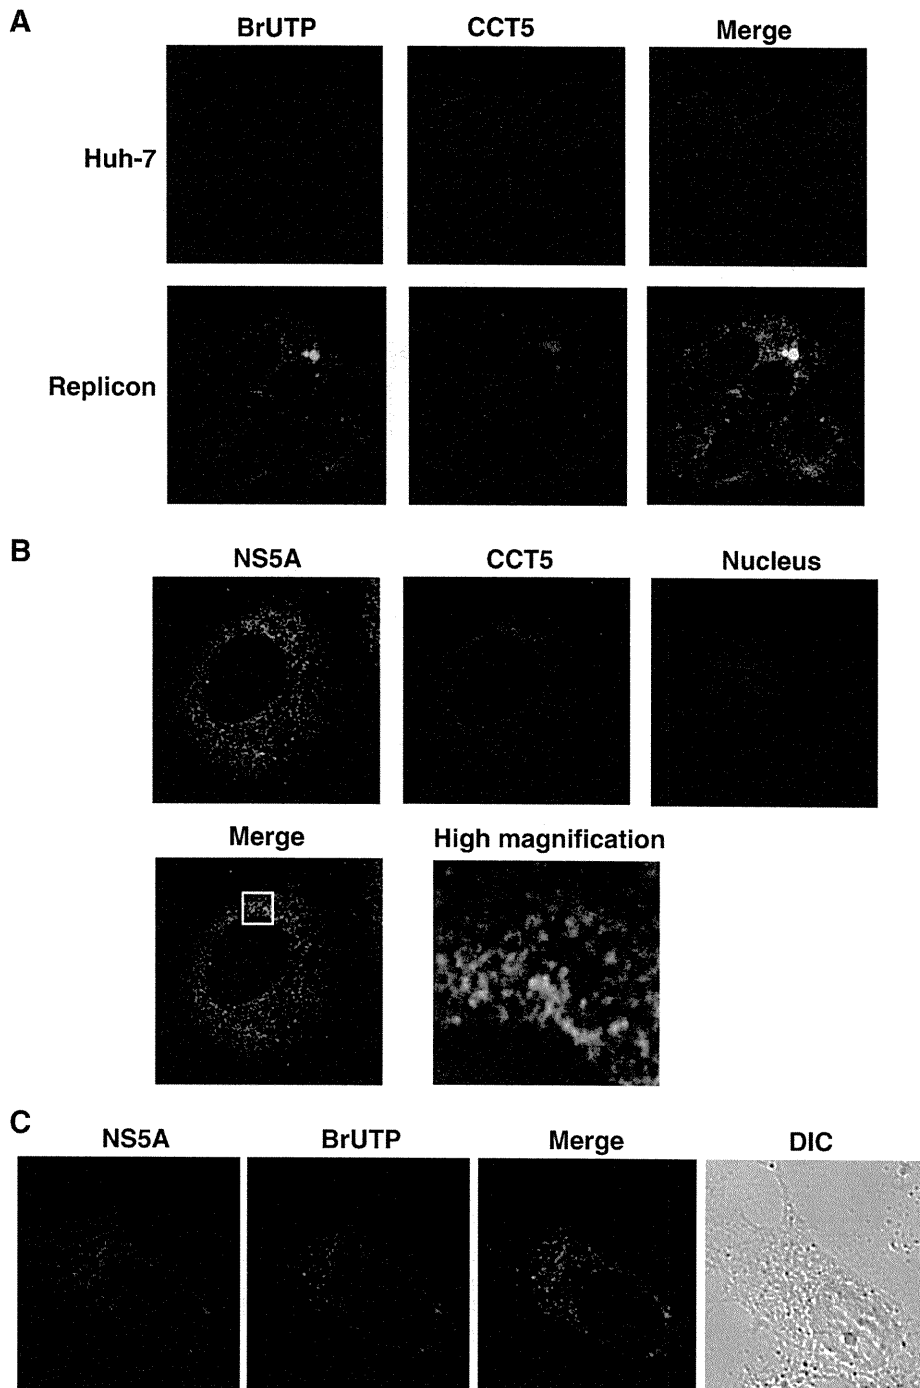 A
BrUTP CCT5 Merge
Huh-7
Replicon
B
NS5A CCT5 Nucleus
Merge High magnification
C
NS5A BrUTP Merge DIC